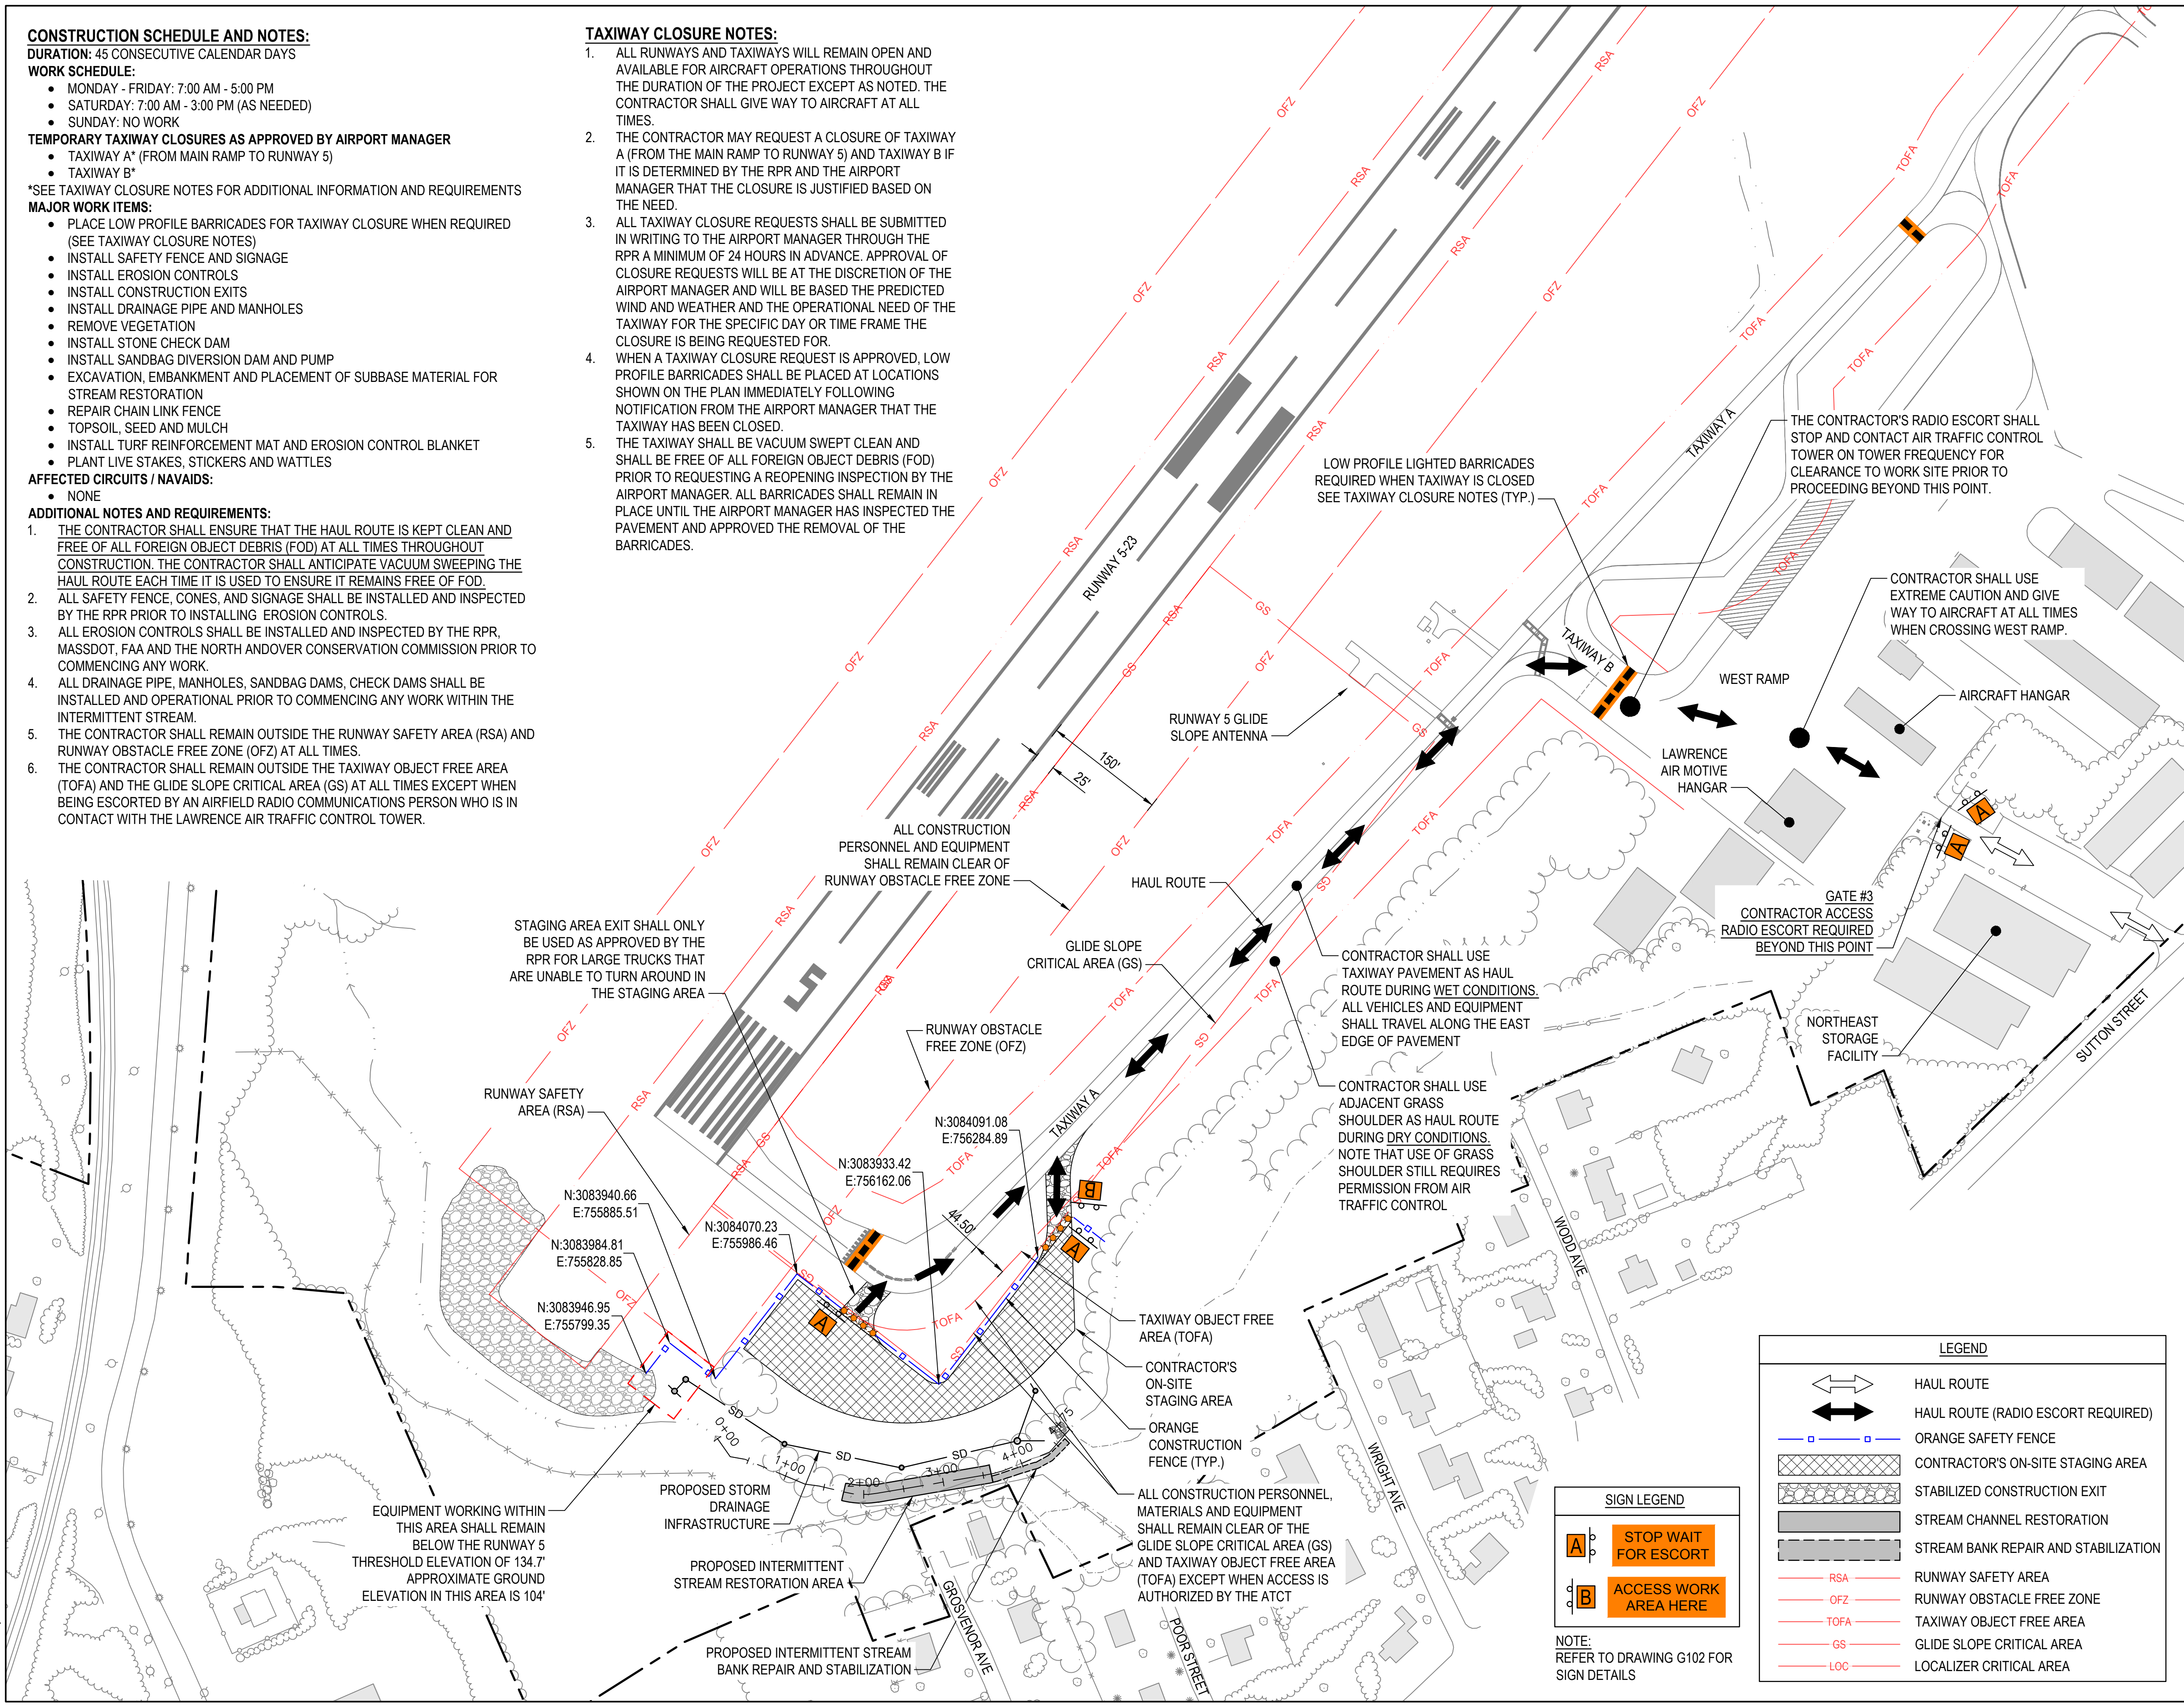 CONSTRUCTION SCHEDULE AND NOTES:
DURATION: 45 CONSECUTIVE CALENDAR DAYS
WORK SCHEDULE:
● MONDAY - FRIDAY: 7:00 AM - 5:00 PM
● SATURDAY: 7:00 AM - 3:00 PM (AS NEEDED)
● SUNDAY: NO WORK
TEMPORARY TAXIWAY CLOSURES AS APPROVED BY AIRPORT MANAGER
● TAXIWAY A* (FROM MAIN RAMP TO RUNWAY 5)
● TAXIWAY B*
*SEE TAXIWAY CLOSURE NOTES FOR ADDITIONAL INFORMATION AND REQUIREMENTS
MAJOR WORK ITEMS:
● PLACE LOW PROFILE BARRICADES FOR TAXIWAY CLOSURE WHEN REQUIRED
(SEE TAXIWAY CLOSURE NOTES)
● INSTALL SAFETY FENCE AND SIGNAGE
● INSTALL EROSION CONTROLS
● INSTALL CONSTRUCTION EXITS
● INSTALL DRAINAGE PIPE AND MANHOLES
● REMOVE VEGETATION
● INSTALL STONE CHECK DAM
● INSTALL SANDBAG DIVERSION DAM AND PUMP
● EXCAVATION, EMBANKMENT AND PLACEMENT OF SUBBASE MATERIAL FOR
STREAM RESTORATION
● REPAIR CHAIN LINK FENCE
● TOPSOIL, SEED AND MULCH
● INSTALL TURF REINFORCEMENT MAT AND EROSION CONTROL BLANKET
● PLANT LIVE STAKES, STICKERS AND WATTLES
AFFECTED CIRCUITS / NAVAIDS:
● NONE
ADDITIONAL NOTES AND REQUIREMENTS:
1. THE CONTRACTOR SHALL ENSURE THAT THE HAUL ROUTE IS KEPT CLEAN AND
FREE OF ALL FOREIGN OBJECT DEBRIS (FOD) AT ALL TIMES THROUGHOUT
CONSTRUCTION. THE CONTRACTOR SHALL ANTICIPATE VACUUM SWEEPING THE
HAUL ROUTE EACH TIME IT IS USED TO ENSURE IT REMAINS FREE OF FOD.
2. ALL SAFETY FENCE, CONES, AND SIGNAGE SHALL BE INSTALLED AND INSPECTED
BY THE RPR PRIOR TO INSTALLING EROSION CONTROLS.
3. ALL EROSION CONTROLS SHALL BE INSTALLED AND INSPECTED BY THE RPR,
MASSDOT, FAA AND THE NORTH ANDOVER CONSERVATION COMMISSION PRIOR TO
COMMENCING ANY WORK.
4. ALL DRAINAGE PIPE, MANHOLES, SANDBAG DAMS, CHECK DAMS SHALL BE
INSTALLED AND OPERATIONAL PRIOR TO COMMENCING ANY WORK WITHIN THE
INTERMITTENT STREAM.
5. THE CONTRACTOR SHALL REMAIN OUTSIDE THE RUNWAY SAFETY AREA (RSA) AND
RUNWAY OBSTACLE FREE ZONE (OFZ) AT ALL TIMES.
6. THE CONTRACTOR SHALL REMAIN OUTSIDE THE TAXIWAY OBJECT FREE AREA
(TOFA) AND THE GLIDE SLOPE CRITICAL AREA (GS) AT ALL TIMES EXCEPT WHEN
BEING ESCORTED BY AN AIRFIELD RADIO COMMUNICATIONS PERSON WHO IS IN
CONTACT WITH THE LAWRENCE AIR TRAFFIC CONTROL TOWER.
TAXIWAY CLOSURE NOTES:
1. ALL RUNWAYS AND TAXIWAYS WILL REMAIN OPEN AND
AVAILABLE FOR AIRCRAFT OPERATIONS THROUGHOUT
THE DURATION OF THE PROJECT EXCEPT AS NOTED. THE
CONTRACTOR SHALL GIVE WAY TO AIRCRAFT AT ALL
TIMES.
2. THE CONTRACTOR MAY REQUEST A CLOSURE OF TAXIWAY
A (FROM THE MAIN RAMP TO RUNWAY 5) AND TAXIWAY B IF
IT IS DETERMINED BY THE RPR AND THE AIRPORT
MANAGER THAT THE CLOSURE IS JUSTIFIED BASED ON
THE NEED.
3. ALL TAXIWAY CLOSURE REQUESTS SHALL BE SUBMITTED
IN WRITING TO THE AIRPORT MANAGER THROUGH THE
RPR A MINIMUM OF 24 HOURS IN ADVANCE. APPROVAL OF
CLOSURE REQUESTS WILL BE AT THE DISCRETION OF THE
AIRPORT MANAGER AND WILL BE BASED THE PREDICTED
WIND AND WEATHER AND THE OPERATIONAL NEED OF THE
TAXIWAY FOR THE SPECIFIC DAY OR TIME FRAME THE
CLOSURE IS BEING REQUESTED FOR.
4. WHEN A TAXIWAY CLOSURE REQUEST IS APPROVED, LOW
PROFILE BARRICADES SHALL BE PLACED AT LOCATIONS
SHOWN ON THE PLAN IMMEDIATELY FOLLOWING
NOTIFICATION FROM THE AIRPORT MANAGER THAT THE
TAXIWAY HAS BEEN CLOSED.
5. THE TAXIWAY SHALL BE VACUUM SWEPT CLEAN AND
SHALL BE FREE OF ALL FOREIGN OBJECT DEBRIS (FOD)
PRIOR TO REQUESTING A REOPENING INSPECTION BY THE
AIRPORT MANAGER. ALL BARRICADES SHALL REMAIN IN
PLACE UNTIL THE AIRPORT MANAGER HAS INSPECTED THE
PAVEMENT AND APPROVED THE REMOVAL OF THE
BARRICADES.
THE CONTRACTOR'S RADIO ESCORT SHALL
STOP AND CONTACT AIR TRAFFIC CONTROL
TOWER ON TOWER FREQUENCY FOR
CLEARANCE TO WORK SITE PRIOR TO
PROCEEDING BEYOND THIS POINT.
LOW PROFILE LIGHTED BARRICADES
REQUIRED WHEN TAXIWAY IS CLOSED
SEE TAXIWAY CLOSURE NOTES (TYP.)
CONTRACTOR SHALL USE
EXTREME CAUTION AND GIVE
WAY TO AIRCRAFT AT ALL TIMES
WHEN CROSSING WEST RAMP.
TAXIWAY A
TAXIWAY B
WEST RAMP
AIRCRAFT HANGAR
LAWRENCE
AIR MOTIVE
HANGAR
A
A
RUNWAY 5-23
RUNWAY 5 GLIDE
SLOPE ANTENNA
150'
25'
ALL CONSTRUCTION
PERSONNEL AND EQUIPMENT
SHALL REMAIN CLEAR OF
RUNWAY OBSTACLE FREE ZONE
HAUL ROUTE
GLIDE SLOPE
CRITICAL AREA (GS)
GATE #3
CONTRACTOR ACCESS
RADIO ESCORT REQUIRED
BEYOND THIS POINT
CONTRACTOR SHALL USE
TAXIWAY PAVEMENT AS HAUL
ROUTE DURING WET CONDITIONS.
ALL VEHICLES AND EQUIPMENT
SHALL TRAVEL ALONG THE EAST
EDGE OF PAVEMENT
CONTRACTOR SHALL USE
ADJACENT GRASS
SHOULDER AS HAUL ROUTE
DURING DRY CONDITIONS.
NOTE THAT USE OF GRASS
SHOULDER STILL REQUIRES
PERMISSION FROM AIR
TRAFFIC CONTROL
NORTHEAST
STORAGE
FACILITY
SUTTON STREET
STAGING AREA EXIT SHALL ONLY
BE USED AS APPROVED BY THE
RPR FOR LARGE TRUCKS THAT
ARE UNABLE TO TURN AROUND IN
THE STAGING AREA
5
RUNWAY OBSTACLE
FREE ZONE (OFZ)
RUNWAY SAFETY
AREA (RSA)
TAXIWAY A
N:3084091.08
E:756284.89
N:3083933.42
E:756162.06
N:3083940.66
E:755885.51
N:3084070.23
E:755986.46
N:3083984.81
E:755828.85
N:3083946.95
E:755799.35
44.50'
B
A
A
RSA
OFZ
TOFA
GS
TAXIWAY OBJECT FREE
AREA (TOFA)
CONTRACTOR'S
ON-SITE
STAGING AREA
ORANGE
CONSTRUCTION
FENCE (TYP.)
ALL CONSTRUCTION PERSONNEL,
MATERIALS AND EQUIPMENT
SHALL REMAIN CLEAR OF THE
GLIDE SLOPE CRITICAL AREA (GS)
AND TAXIWAY OBJECT FREE AREA
(TOFA) EXCEPT WHEN ACCESS IS
AUTHORIZED BY THE ATCT
SD
SD
SD
0+00
1+00
2+00
3+00
4+00
EQUIPMENT WORKING WITHIN
THIS AREA SHALL REMAIN
BELOW THE RUNWAY 5
THRESHOLD ELEVATION OF 134.7'
APPROXIMATE GROUND
ELEVATION IN THIS AREA IS 104'
PROPOSED STORM
DRAINAGE
INFRASTRUCTURE
PROPOSED INTERMITTENT
STREAM RESTORATION AREA
PROPOSED INTERMITTENT STREAM
BANK REPAIR AND STABILIZATION
GROSVENOR AVE
POOR STREET
WRIGHT AVE
WODD AVE
SIGN LEGEND
A STOP WAIT
FOR ESCORT
B ACCESS WORK
AREA HERE
NOTE:
REFER TO DRAWING G102 FOR
SIGN DETAILS
LEGEND
HAUL ROUTE
HAUL ROUTE (RADIO ESCORT REQUIRED)
ORANGE SAFETY FENCE
CONTRACTOR'S ON-SITE STAGING AREA
STABILIZED CONSTRUCTION EXIT
STREAM CHANNEL RESTORATION
STREAM BANK REPAIR AND STABILIZATION
RSA RUNWAY SAFETY AREA
OFZ RUNWAY OBSTACLE FREE ZONE
TOFA TAXIWAY OBJECT FREE AREA
GS GLIDE SLOPE CRITICAL AREA
LOC LOCALIZER CRITICAL AREA